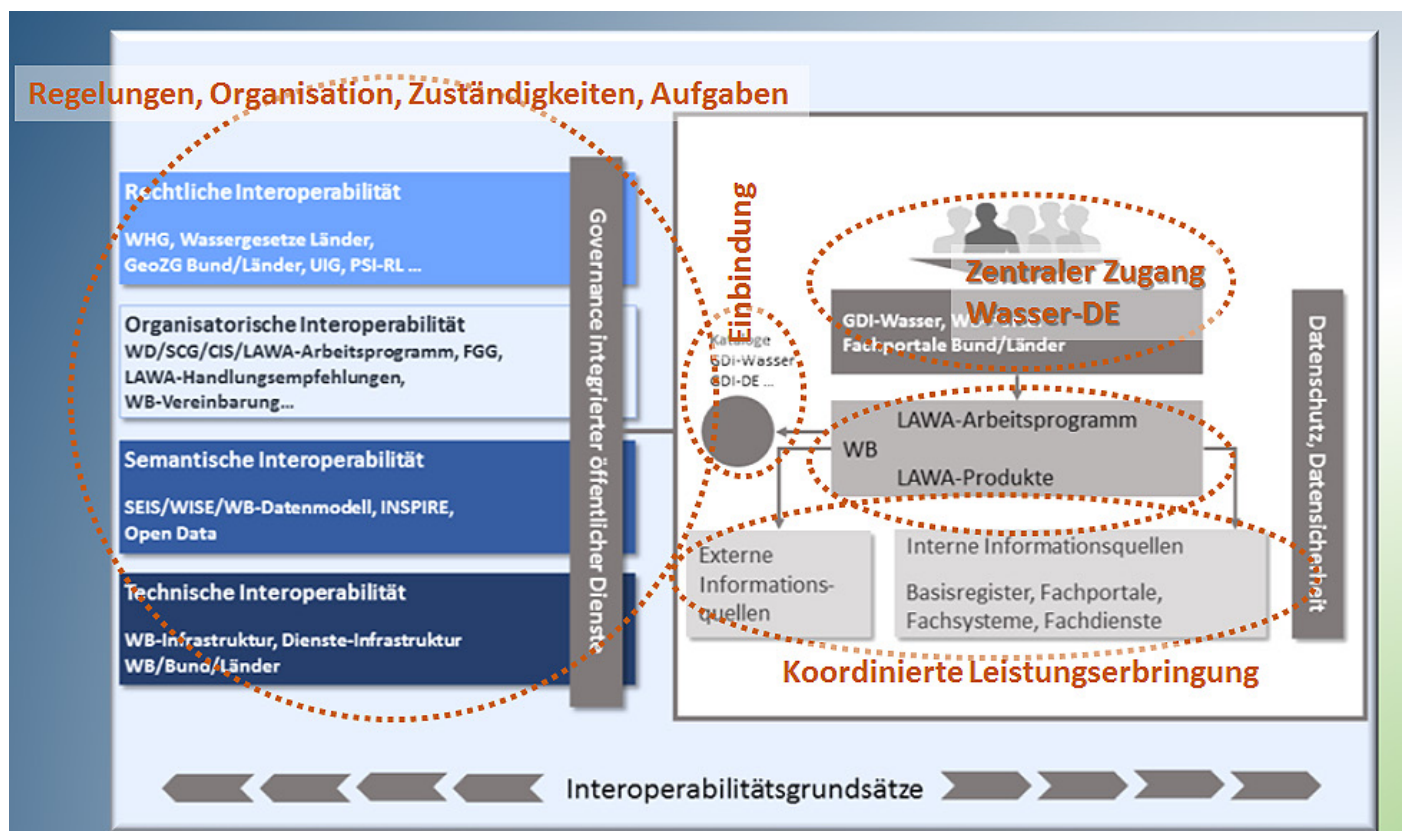 Regelungen, Organisation, Zuständigkeiten, Aufgaben
Rechtliche Interoperabilität
WHG, Wassergesetze Länder,
GeoZG Bund/Länder, UIG, PSI-RL ...
Organisatorische Interoperabilität
WD/SCG/CIS/LAWA-Arbeitsprogramm, FGG,
LAWA-Handlungsempfehlungen,
WB-Vereinbarung...
Semantische Interoperabilität
SEIS/WISE/WB-Datenmodell, INSPIRE,
Open Data
Technische Interoperabilität
WB-Infrastruktur, Dienste-Infrastruktur
WB/Bund/Länder
Governance integrierter öffentlicher Dienste
Einbindung
Kataloge
GDi-Wasser
GDI-DE ...
Zentraler Zugang
Wasser-DE
GDI-Wasser,
Fachportale Bund/Länder
LAWA-Arbeitsprogramm
WB
LAWA-Produkte
Externe
Informations-
quellen
Interne Informationsquellen
Basisregister, Fachportale,
Fachsysteme, Fachdienste
Datenschutz, Datensicherheit
Koordinierte Leistungserbringung
Interoperabilitätsgrundsätze